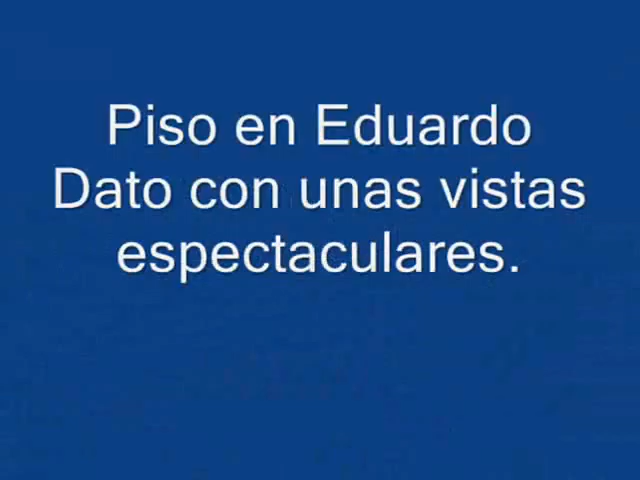 Piso en Eduardo
Dato con unas vistas
espectaculares.